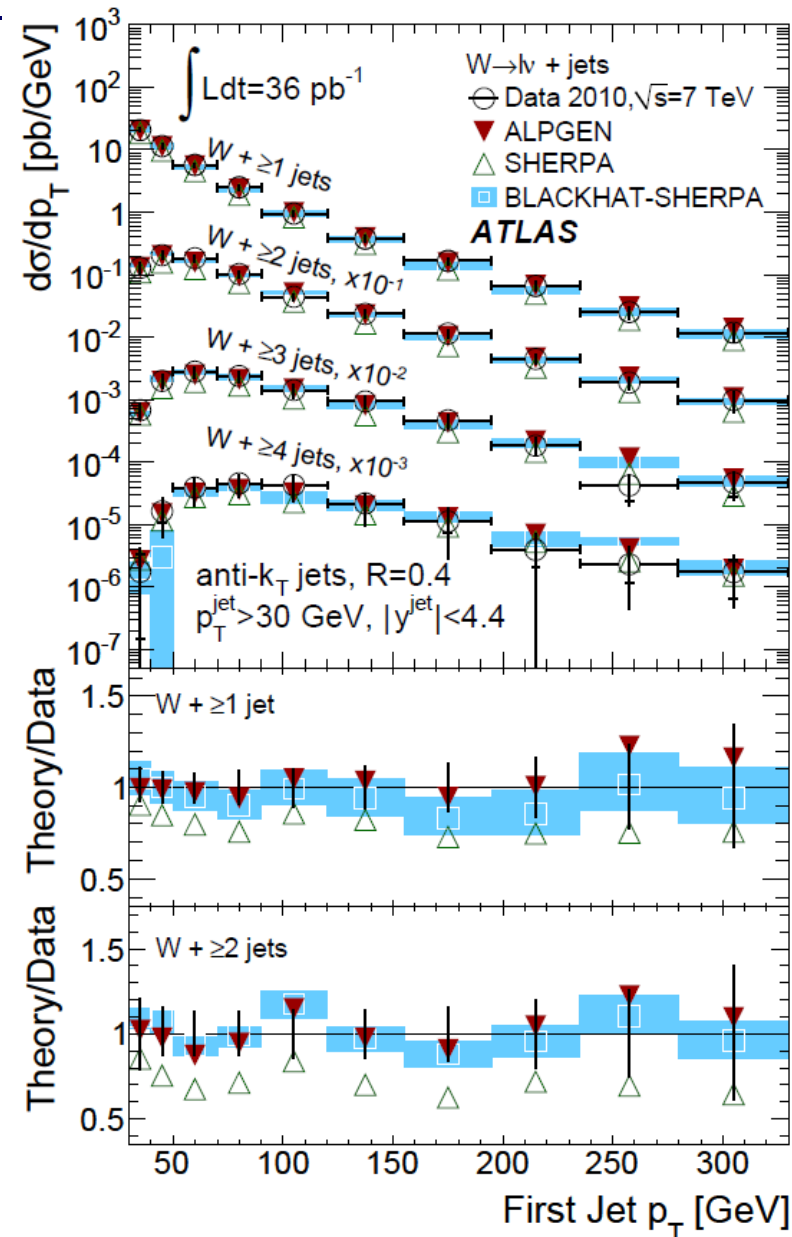 10³
10²
10
1
10⁻¹
10⁻²
10⁻³
10⁻⁴
10⁻⁵
10⁻⁶
10⁻⁷
dσ/dp_T [pb/GeV]
∫Ldt=36 pb⁻¹
W→lν + jets
Data 2010,√s=7 TeV
ALPGEN
SHERPA
BLACKHAT-SHERPA
ATLAS
W + ≥1 jets
W + ≥2 jets, x10⁻¹
W + ≥3 jets, x10⁻²
W + ≥4 jets, x10⁻³
anti-k_T jets, R=0.4
p_T^jet>30 GeV, |y^jet|<4.4
Theory/Data
1.5
1
0.5
W + ≥1 jet
Theory/Data
1.5
1
0.5
W + ≥2 jets
50 100 150 200 250 300
First Jet p_T [GeV]